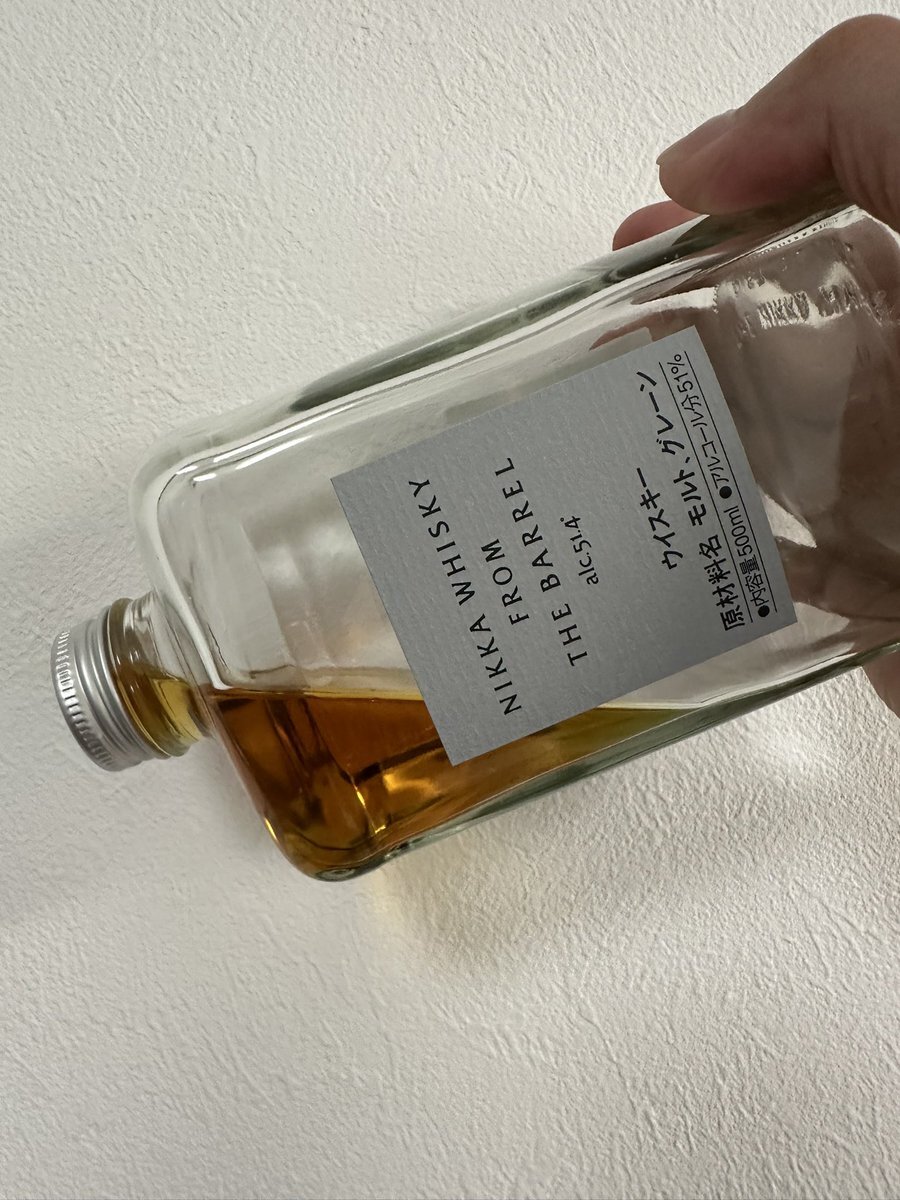 NIKKA WHISKY
FROM
THE BARREL
alc.51.4°
ウイスキー
原材料名 モルト、グレーン
●内容量500ml ●アルコール分51%
NIKKA